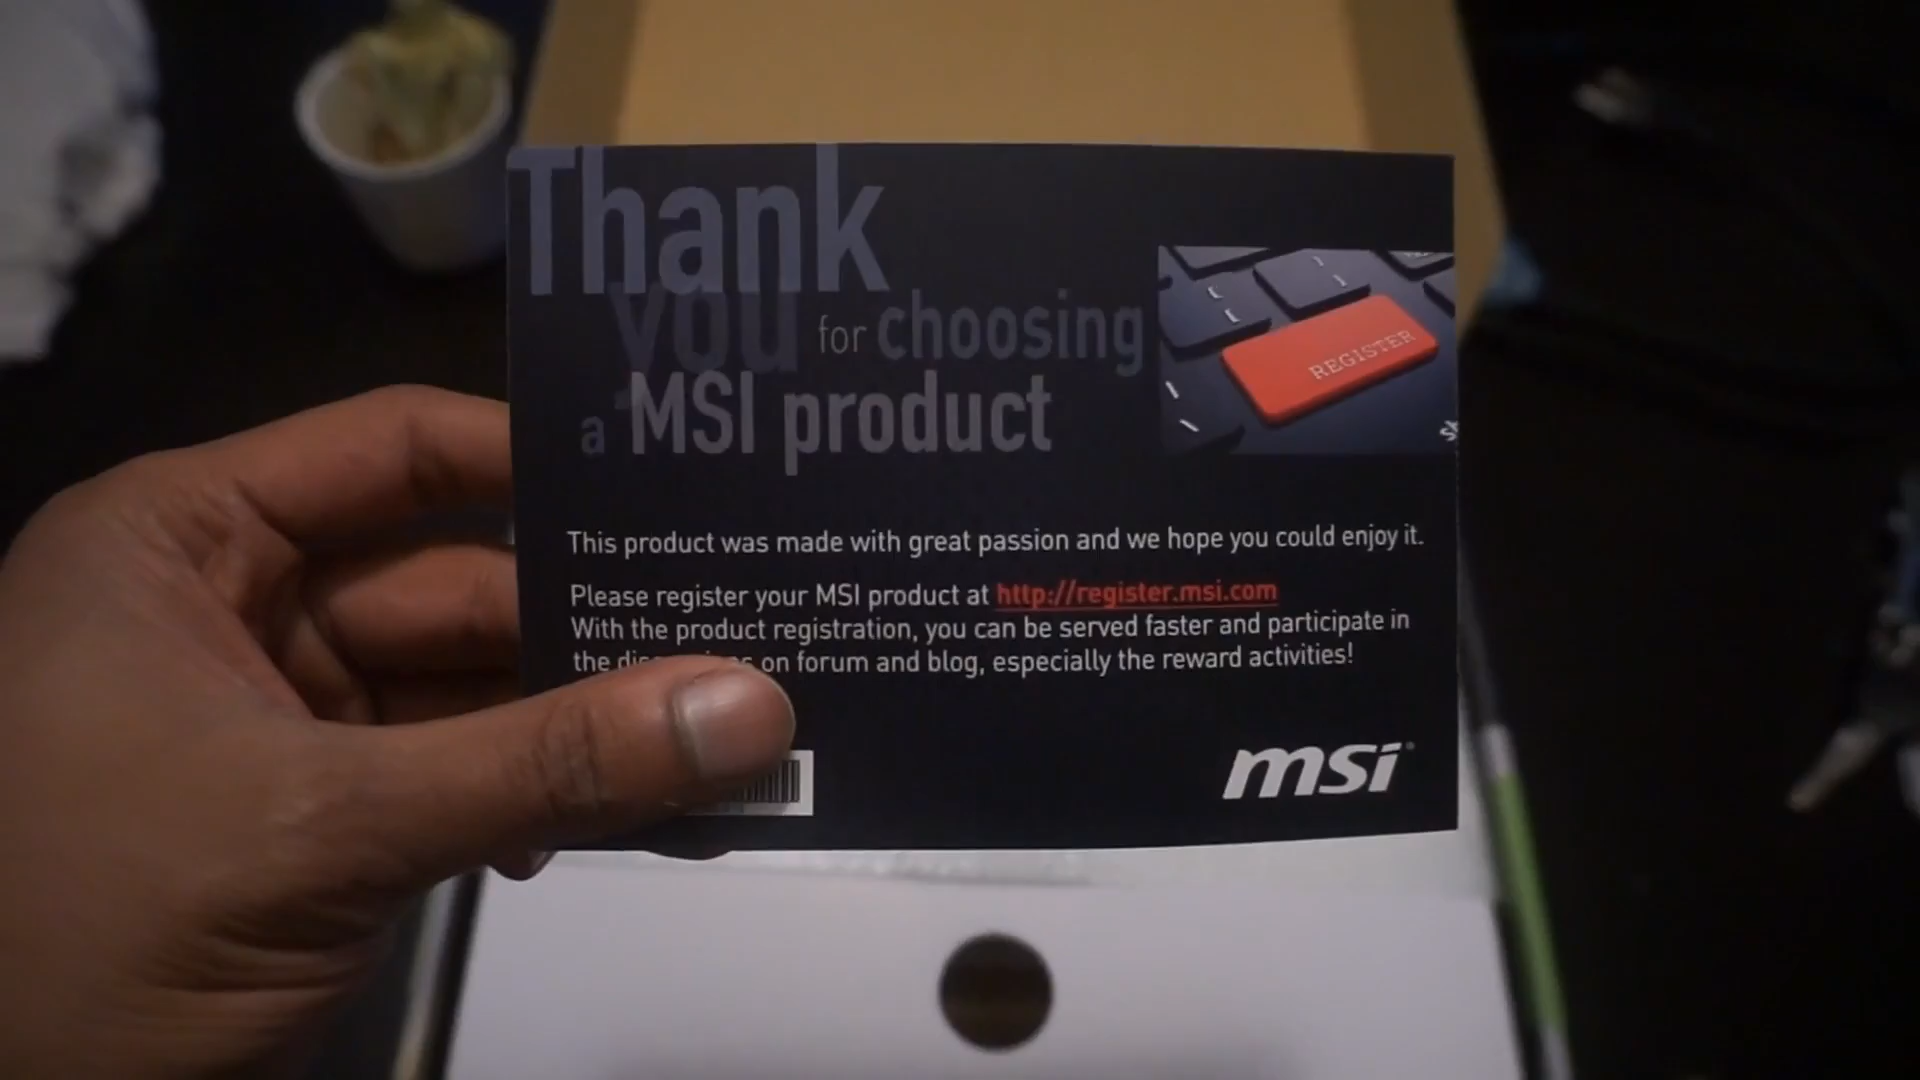 Thank
you for choosing
a MSI product
REGISTER
This product was made with great passion and we hope you could enjoy it.
Please register your MSI product at http://register.msi.com
With the product registration, you can be served faster and participate in
the on forum and blog, especially the reward activities!
msi